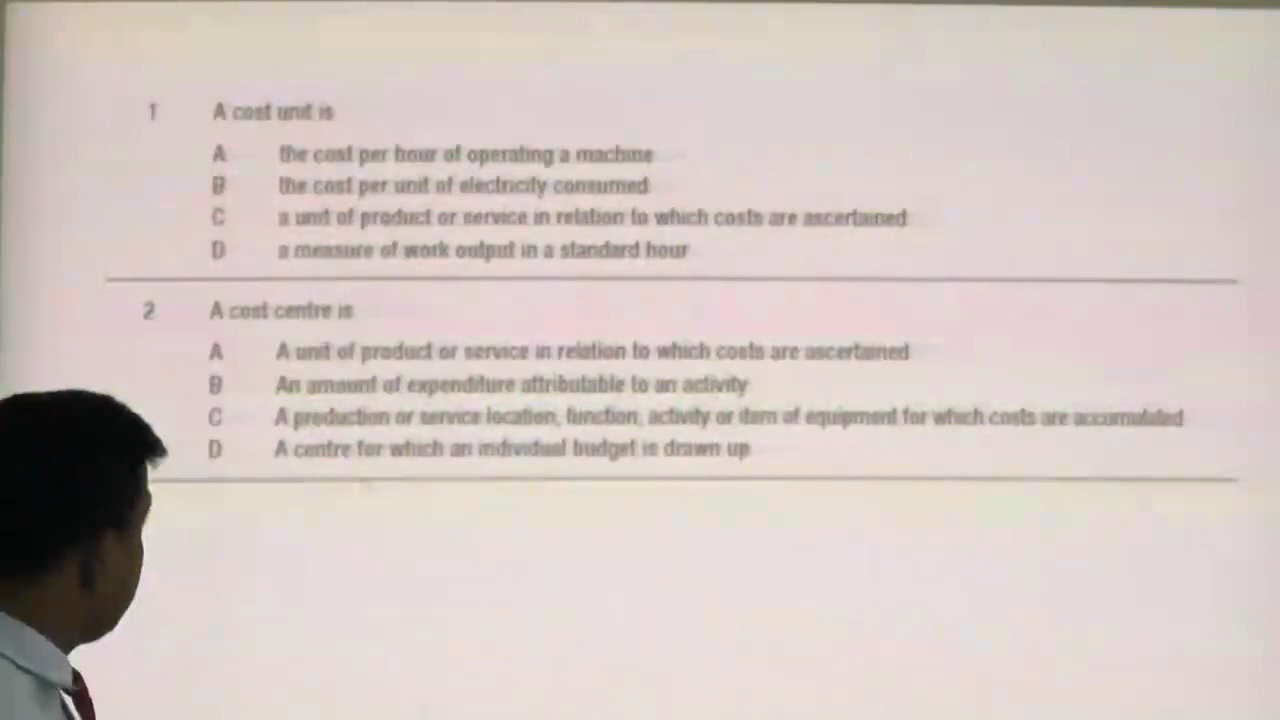 1 A cost unit is
A the cost per hour of operating a machine
B the cost per unit of electricity consumed
C a unit of product or service in relation to which costs are ascertained
D a measure of work output in a standard hour
2 A cost centre is
A A unit of product or service in relation to which costs are ascertained
B An amount of expenditure attributable to an activity
C A production or service location, function, activity or item of equipment for which costs are accumulated
D A centre for which an individual budget is drawn up